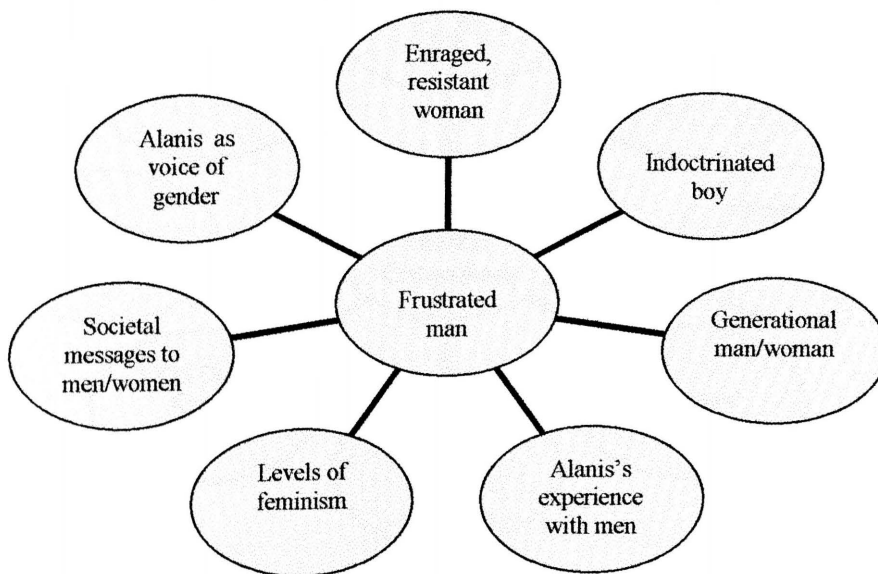 Enraged,
resistant
woman
Alanis as
voice of
gender
Indoctrinated
boy
Frustrated
man
Societal
messages to
men/women
Generational
man/woman
Levels of
feminism
Alanis's
experience
with men